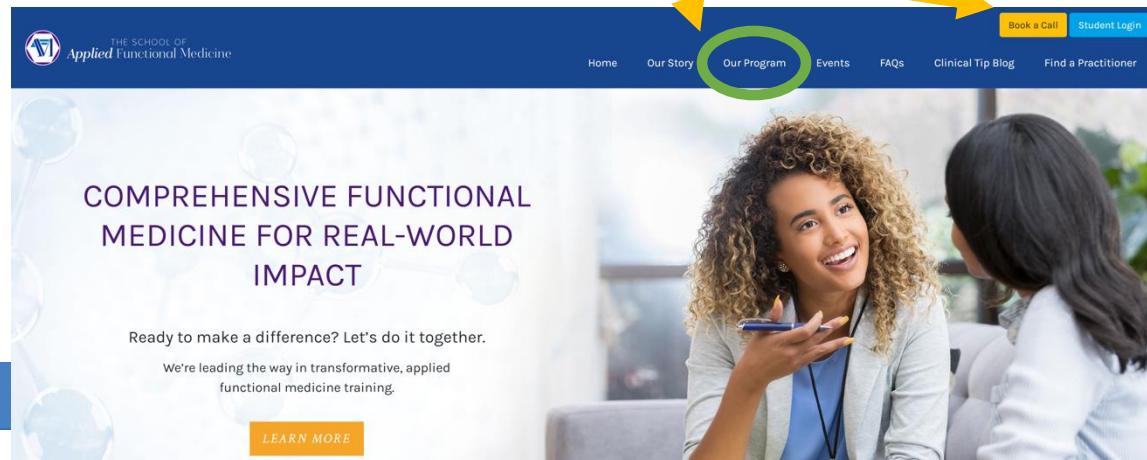 Book a Call Student Login
THE SCHOOL OF
Applied Functional Medicine
Home Our Story Our Program Events FAQs Clinical Tip Blog Find a Practitioner
COMPREHENSIVE FUNCTIONAL
MEDICINE FOR REAL-WORLD
IMPACT
Ready to make a difference? Let's do it together.
We're leading the way in transformative, applied
functional medicine training.
LEARN MORE